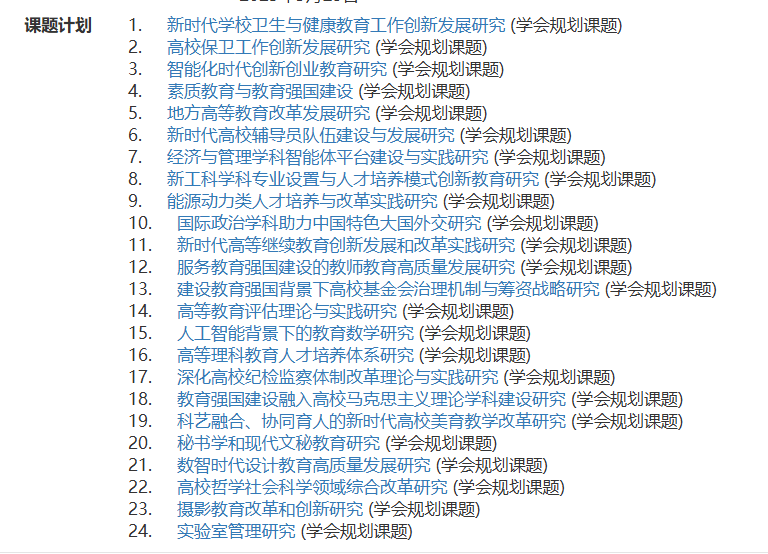 课题计划
1. 新时代学校卫生与健康教育工作创新发展研究 (学会规划课题)
2. 高校保卫工作创新发展研究 (学会规划课题)
3. 智能化时代创新创业教育研究 (学会规划课题)
4. 素质教育与教育强国建设 (学会规划课题)
5. 地方高等教育改革发展研究 (学会规划课题)
6. 新时代高校辅导员队伍建设与发展研究 (学会规划课题)
7. 经济与管理学科智能体平台建设与实践研究 (学会规划课题)
8. 新工科学科专业设置与人才培养模式创新教育研究 (学会规划课题)
9. 能源动力类人才培养与改革实践研究 (学会规划课题)
10. 国际政治学科助力中国特色大国外交研究 (学会规划课题)
11. 新时代高等继续教育创新发展和改革实践研究 (学会规划课题)
12. 服务教育强国建设的教师教育高质量发展研究 (学会规划课题)
13. 建设教育强国背景下高校基金会治理机制与筹资战略研究 (学会规划课题)
14. 高等教育评估理论与实践研究 (学会规划课题)
15. 人工智能背景下的教育数学研究 (学会规划课题)
16. 高等理科教育人才培养体系研究 (学会规划课题)
17. 深化高校纪检监察体制改革理论与实践研究 (学会规划课题)
18. 教育强国建设融入高校马克思主义理论学科建设研究 (学会规划课题)
19. 科艺融合、协同育人的新时代高校美育教学改革研究 (学会规划课题)
20. 秘书学和现代文秘教育研究 (学会规划课题)
21. 数智时代设计教育高质量发展研究 (学会规划课题)
22. 高校哲学社会科学领域综合改革研究 (学会规划课题)
23. 摄影教育改革和创新研究 (学会规划课题)
24. 实验室管理研究 (学会规划课题)